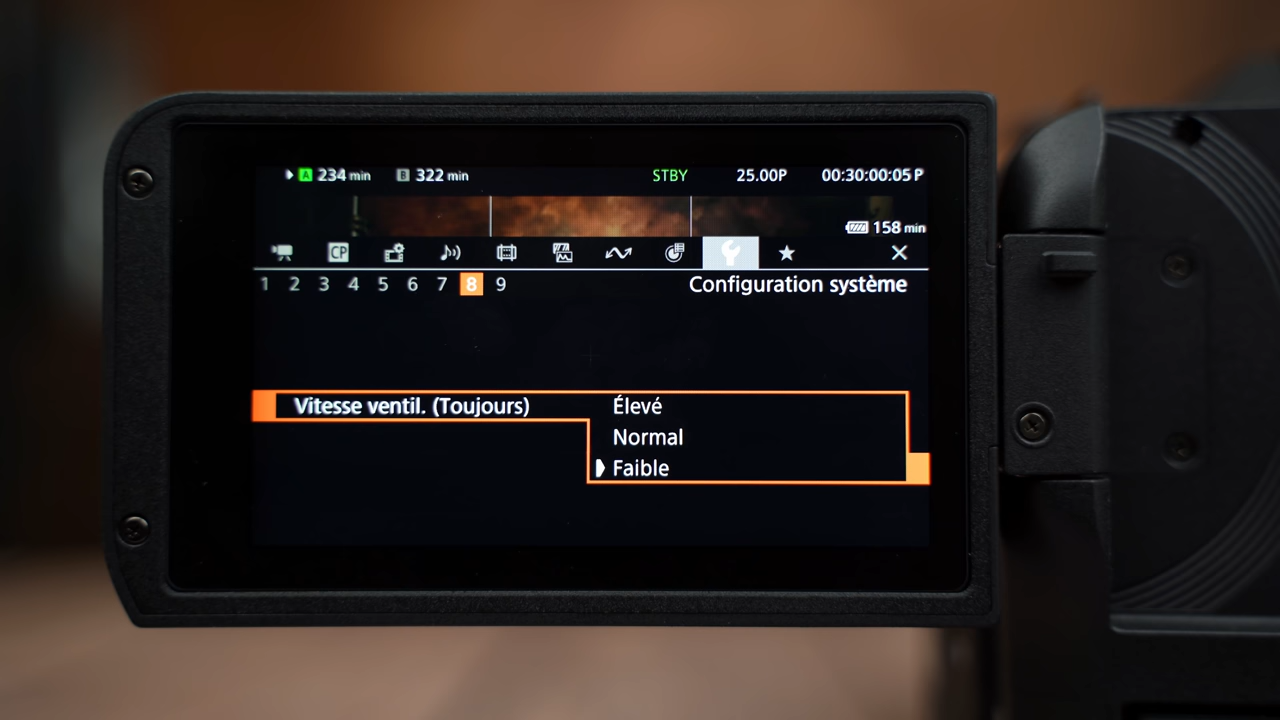 A 234 min B 322 min STBY 25.00P 00:30:00:05 P
158 min
CP
1 2 3 4 5 6 7 8 9 Configuration système
Vitesse ventil. (Toujours) Élevé
Normal
Faible